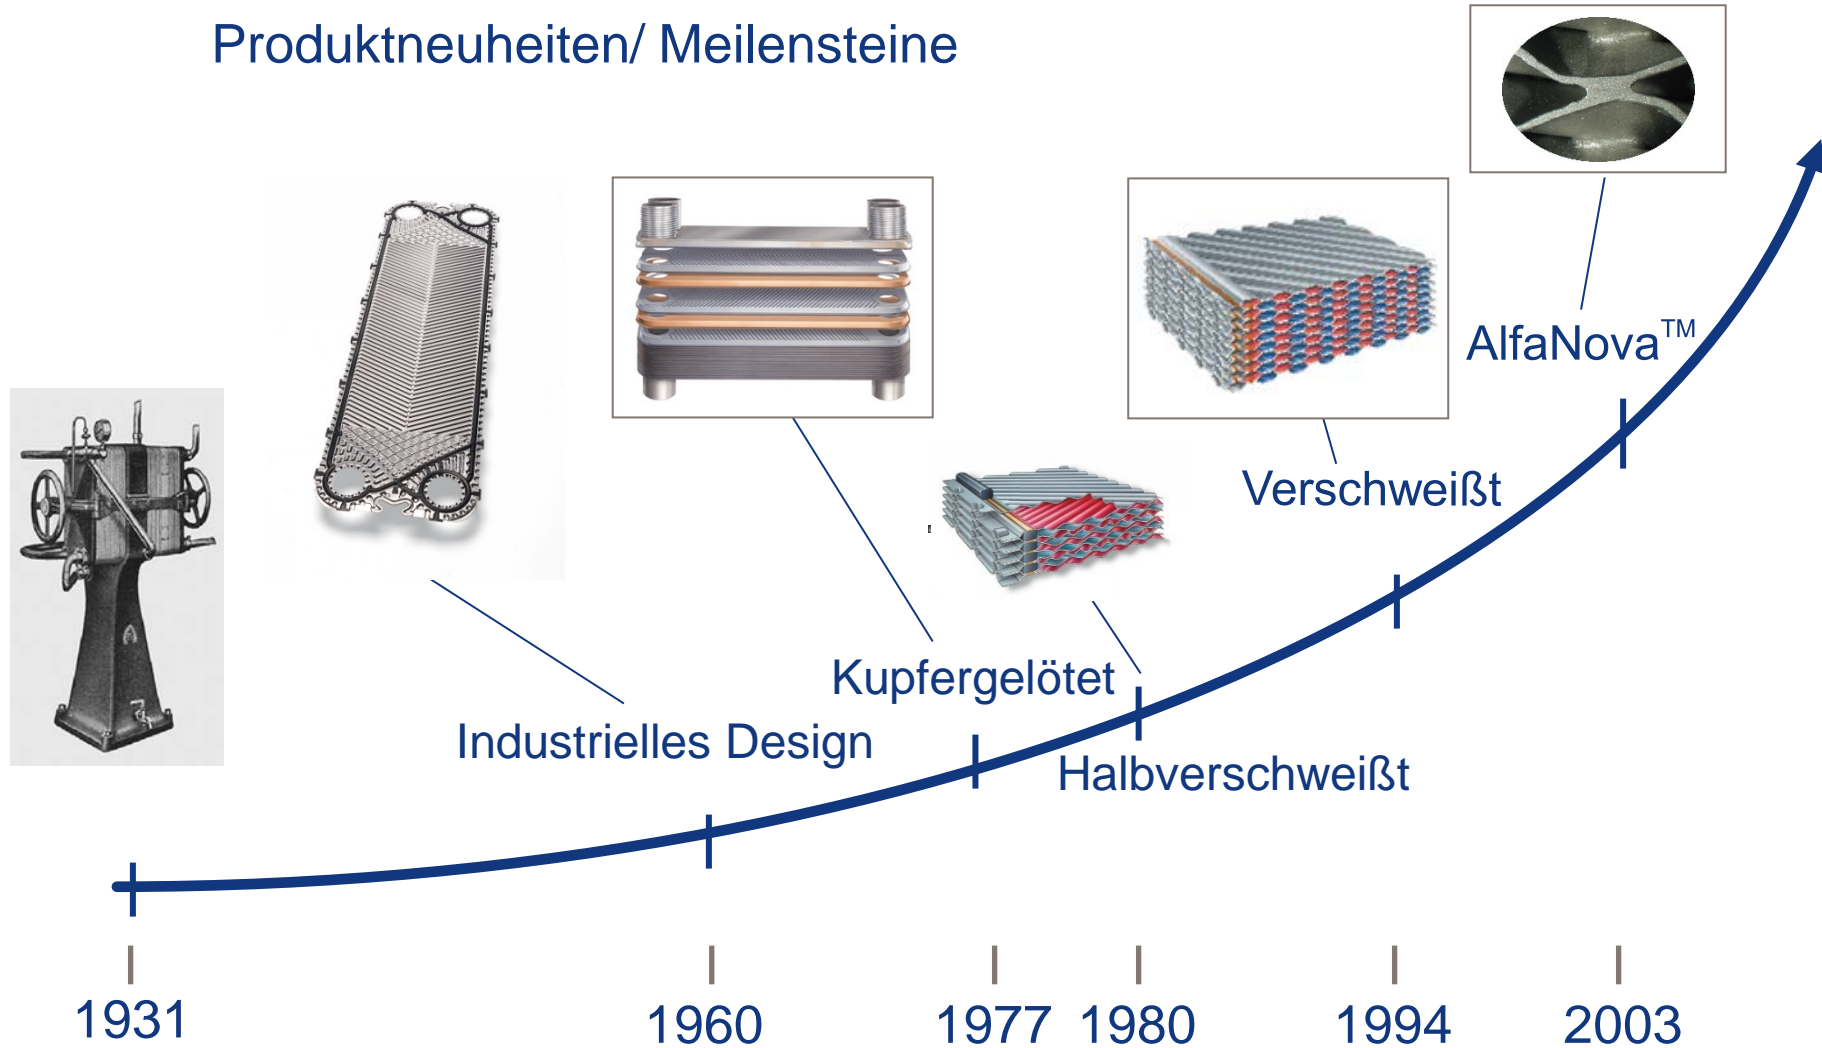 Produktneuheiten/ Meilensteine
AlfaNova™
Verschweißt
Kupfergelötet
Industrielles Design
Halbverschweißt
1931
1960
1977
1980
1994
2003